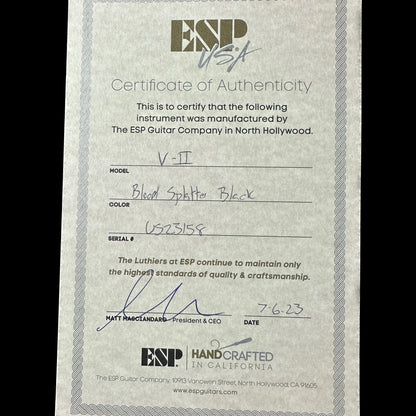 ESP
USA
Certificate of Authenticity
This is to certify that the following
instrument was manufactured by
The ESP Guitar Company in North Hollywood.
V-II
MODEL
Blood Splatter Black
COLOR
US23158
SERIAL #
The Luthiers at ESP continue to maintain only
the highest standards of quality & craftsmanship.
7-6-23
MATT MASCIANDARO President & CEO DATE
ESP HANDCRAFTED
IN CALIFORNIA
The ESP Guitar Company, 10913 Vanowen Street, North Hollywood, CA 91605
www.espguitars.com